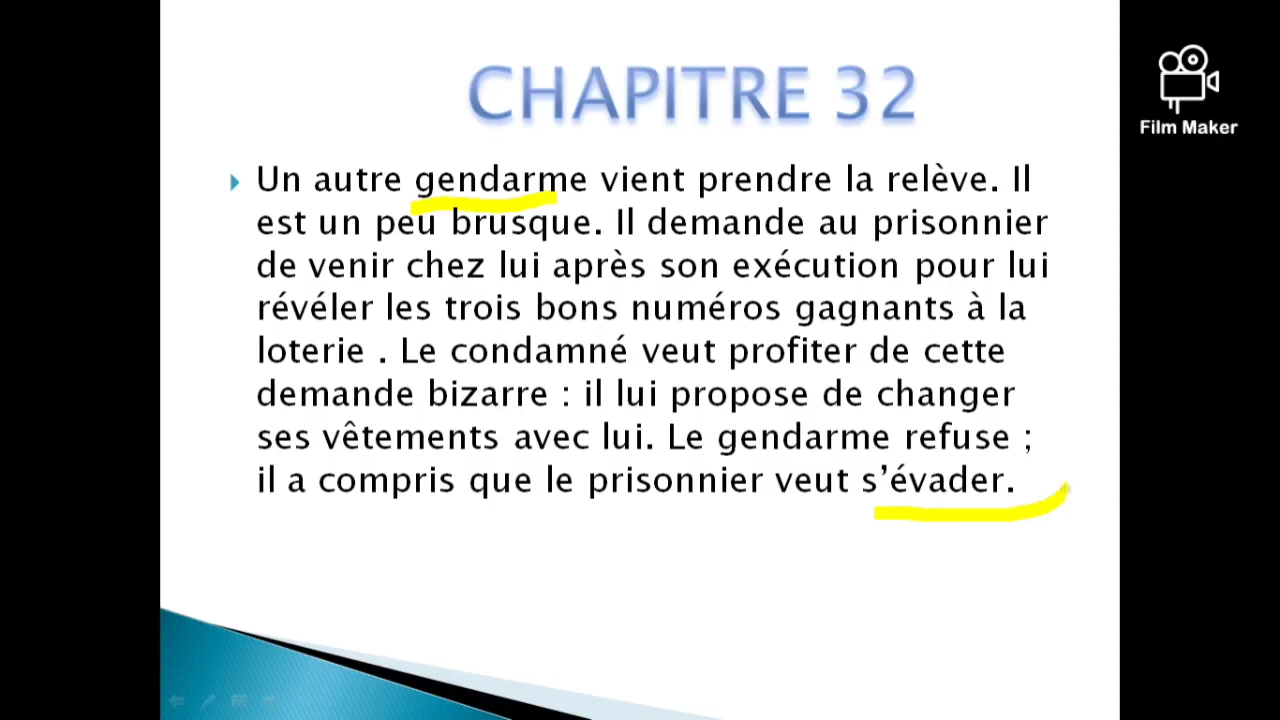 CHAPITRE 32
Film Maker
Un autre gendarme vient prendre la relève. Il
est un peu brusque. Il demande au prisonnier
de venir chez lui après son exécution pour lui
révéler les trois bons numéros gagnants à la
loterie . Le condamné veut profiter de cette
demande bizarre : il lui propose de changer
ses vêtements avec lui. Le gendarme refuse ;
il a compris que le prisonnier veut s’évader.